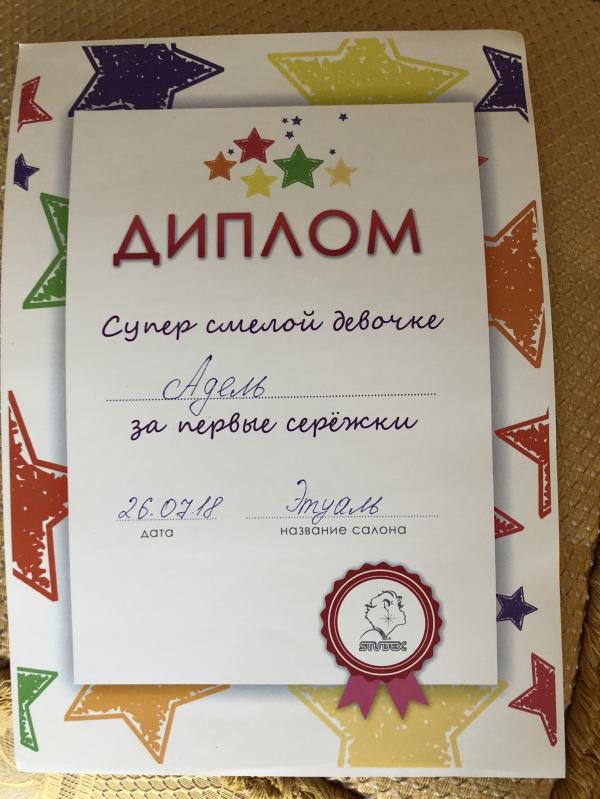 ДИПЛОМ
Супер смелой девочке
Адель
за первые серёжки
26.07.18 Этуаль
дата название салона
STUDEX